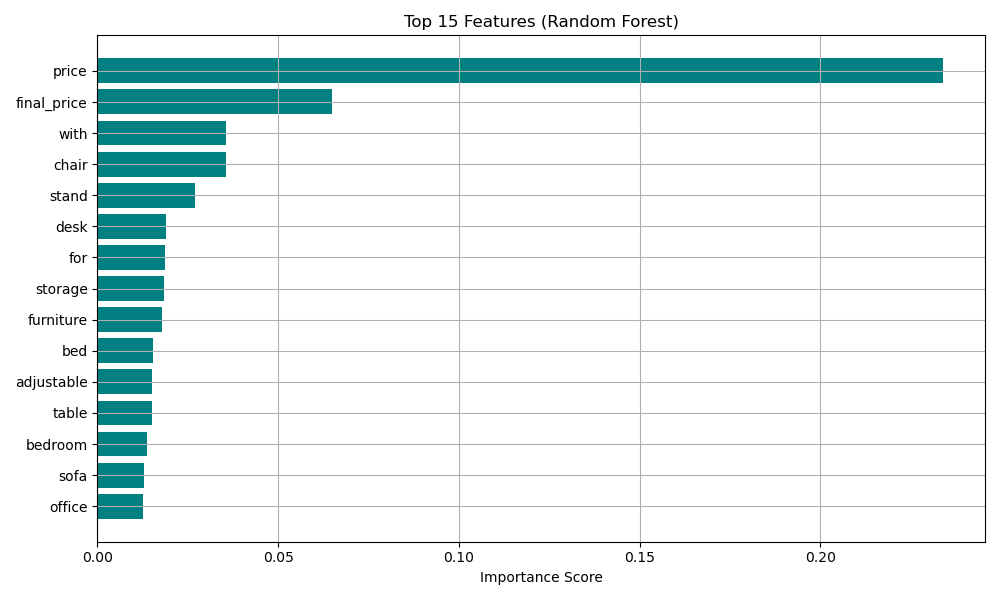 Top 15 Features (Random Forest)
price
final_price
with
chair
stand
desk
for
storage
furniture
bed
adjustable
table
bedroom
sofa
office
0.00 0.05 0.10 0.15 0.20
Importance Score